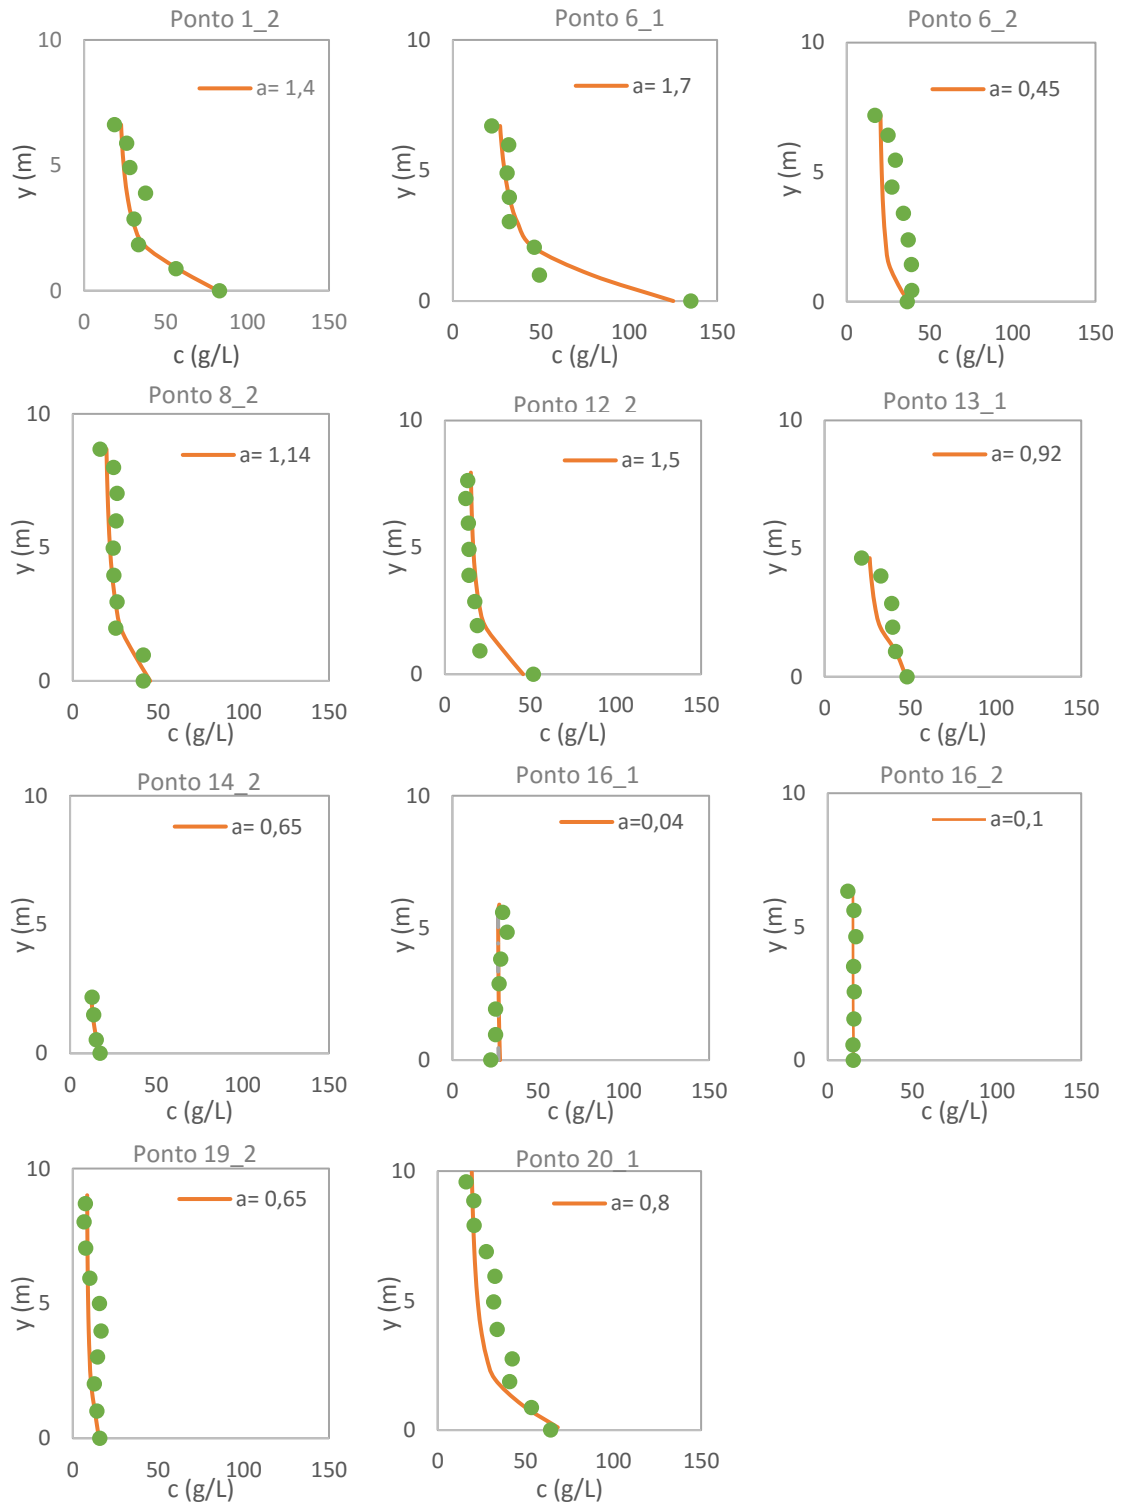 Ponto 1_2
10
a= 1,4
y (m)
5
0
0 50 100 150
c (g/L)
Ponto 6_1
10
a= 1,7
y (m)
5
0
0 50 100 150
c (g/L)
Ponto 6_2
10
a= 0,45
y (m)
5
0
0 50 100 150
c (g/L)
Ponto 8_2
10
a= 1,14
y (m)
5
0
0 50 100 150
c (g/L)
Ponto 12_2
10
a= 1,5
y (m)
5
0
0 50 100 150
c (g/L)
Ponto 13_1
10
a= 0,92
y (m)
5
0
0 50 100 150
c (g/L)
Ponto 14_2
10
a= 0,65
y (m)
5
0
0 50 100 150
c (g/L)
Ponto 16_1
10
a=0,04
y (m)
5
0
0 50 100 150
c (g/L)
Ponto 16_2
10
a=0,1
y (m)
5
0
0 50 100 150
c (g/L)
Ponto 19_2
10
a= 0,65
y (m)
5
0
0 50 100 150
c (g/L)
Ponto 20_1
10
a= 0,8
y (m)
5
0
0 50 100 150
c (g/L)